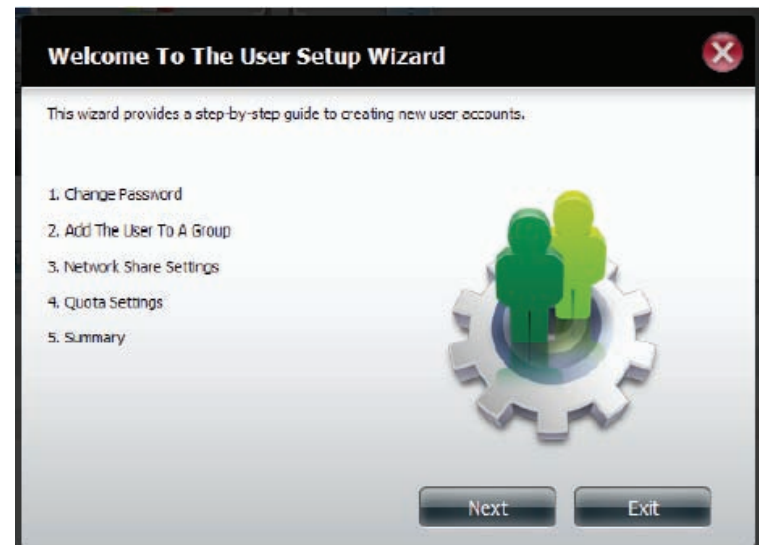 Welcome To The User Setup Wizard
This wizard provides a step-by-step guide to creating new user accounts.
1. Change Password
2. Add The User To A Group
3. Network Share Settings
4. Quota Settings
5. Summary
Next
Exit